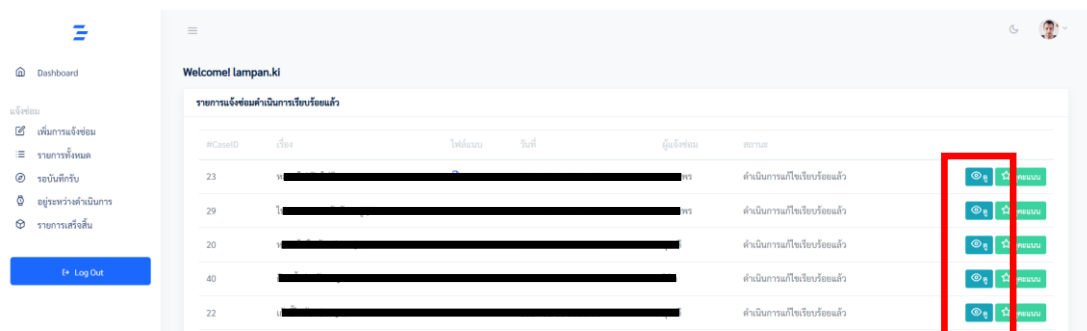 Dashboard
Welcome! lampan.ki
แจ้งซ่อม
รายการแจ้งซ่อมดำเนินการเรียบร้อยแล้ว
เพิ่มการแจ้งซ่อม
รายการทั้งหมด
รอบันทึกรับ
อยู่ระหว่างดำเนินการ
รายการเสร็จสิ้น
Log Out
#CaseID เรื่อง ไฟล์แนบ วันที่ ผู้แจ้งซ่อม สถานะ
23 ดำเนินการแก้ไขเรียบร้อยแล้ว ดู คะแนน
29 ดำเนินการแก้ไขเรียบร้อยแล้ว ดู คะแนน
20 ดำเนินการแก้ไขเรียบร้อยแล้ว ดู คะแนน
40 ดำเนินการแก้ไขเรียบร้อยแล้ว ดู คะแนน
22 ดำเนินการแก้ไขเรียบร้อยแล้ว ดู คะแนน